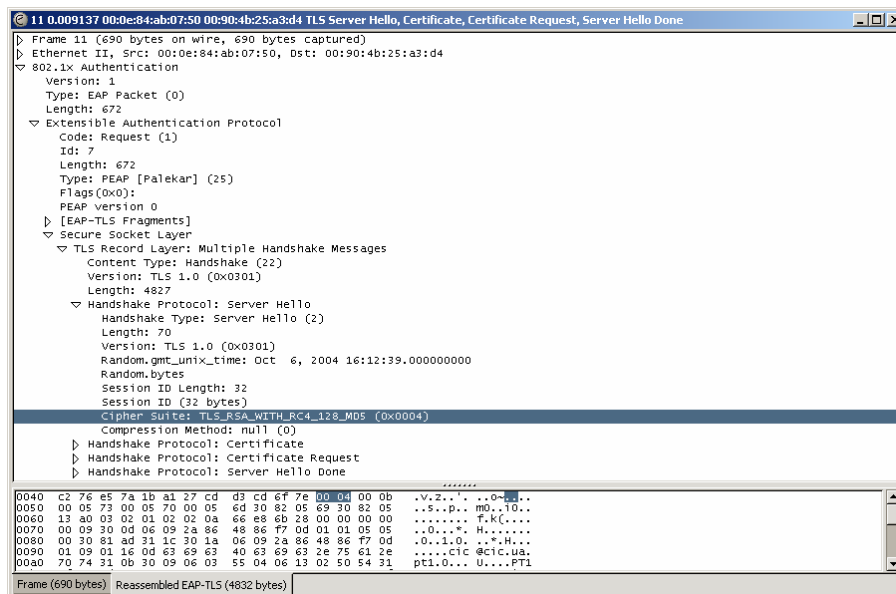 11 0.009137 00:0e:84:ab:07:50 00:90:4b:25:a3:d4 TLS Server Hello, Certificate, Certificate Request, Server Hello Done
Frame 11 (690 bytes on wire, 690 bytes captured)
Ethernet II, Src: 00:0e:84:ab:07:50, Dst: 00:90:4b:25:a3:d4
802.1x Authentication
Version: 1
Type: EAP Packet (0)
Length: 672
Extensible Authentication Protocol
Code: Request (1)
Id: 7
Length: 672
Type: PEAP [Palekar] (25)
Flags(0x0):
PEAP version 0
[EAP-TLS Fragments]
Secure Socket Layer
TLS Record Layer: Multiple Handshake Messages
Content Type: Handshake (22)
Version: TLS 1.0 (0x0301)
Length: 4827
Handshake Protocol: Server Hello
Handshake Type: Server Hello (2)
Length: 70
Version: TLS 1.0 (0x0301)
Random.gmt_unix_time: Oct  6, 2004 16:12:39.000000000
Random.bytes
Session ID Length: 32
Session ID (32 bytes)
Cipher Suite: TLS_RSA_WITH_RC4_128_MD5 (0x0004)
Compression Method: null (0)
Handshake Protocol: Certificate
Handshake Protocol: Certificate Request
Handshake Protocol: Server Hello Done
0040 c2 76 e5 7a 1b a1 27 cd d3 cd 6f 7e 00 04 00 0b .v.z..'. ..o~....
0050 00 05 73 00 05 70 00 05 6d 30 82 05 69 30 82 05 ..s..p.. m0..i0..
0060 13 a0 03 02 01 02 02 0a 66 e8 6b 28 00 00 00 00 ........ f.k(....
0070 00 09 30 0d 06 09 2a 86 48 86 f7 0d 01 01 05 05 ..0...*. H.......
0080 00 30 81 ad 31 1c 30 1a 06 09 2a 86 48 86 f7 0d .0..1.0. ..*.H...
0090 01 09 01 16 0d 63 69 63 40 63 69 63 2e 75 61 2e .....cic @cic.ua.
00a0 70 74 31 0b 30 09 06 03 55 04 06 13 02 50 54 31 pt1.0... U....PT1
Frame (690 bytes) Reassembled EAP-TLS (4832 bytes)